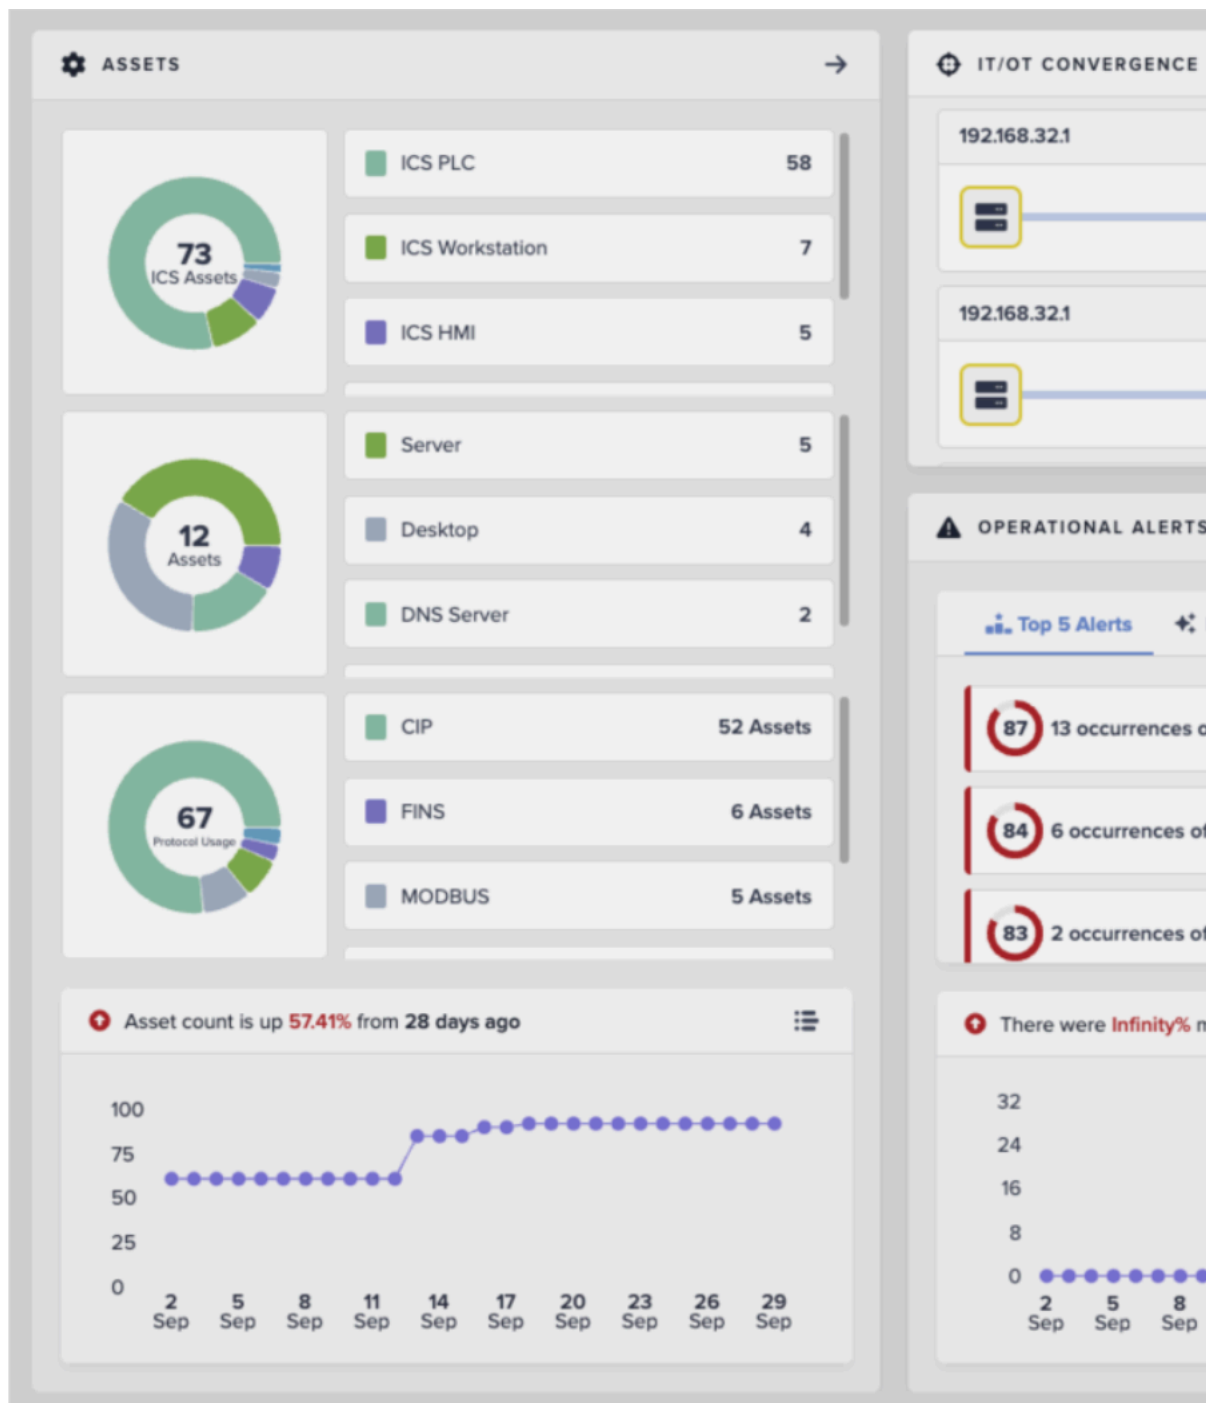 ASSETS
73
ICS Assets
ICS PLC 58
ICS Workstation 7
ICS HMI 5
12
Assets
Server 5
Desktop 4
DNS Server 2
67
Protocol Usage
CIP 52 Assets
FINS 6 Assets
MODBUS 5 Assets
Asset count is up 57.41% from 28 days ago
100
75
50
25
0
2 5 8 11 14 17 20 23 26 29
Sep Sep Sep Sep Sep Sep Sep Sep Sep Sep
IT/OT CONVERGENCE
192.168.32.1
192.168.32.1
OPERATIONAL ALERTS
Top 5 Alerts
87 13 occurrences
84 6 occurrences of
83 2 occurrences of
There were Infinity%
32
24
16
8
0
2 5 8
Sep Sep Sep